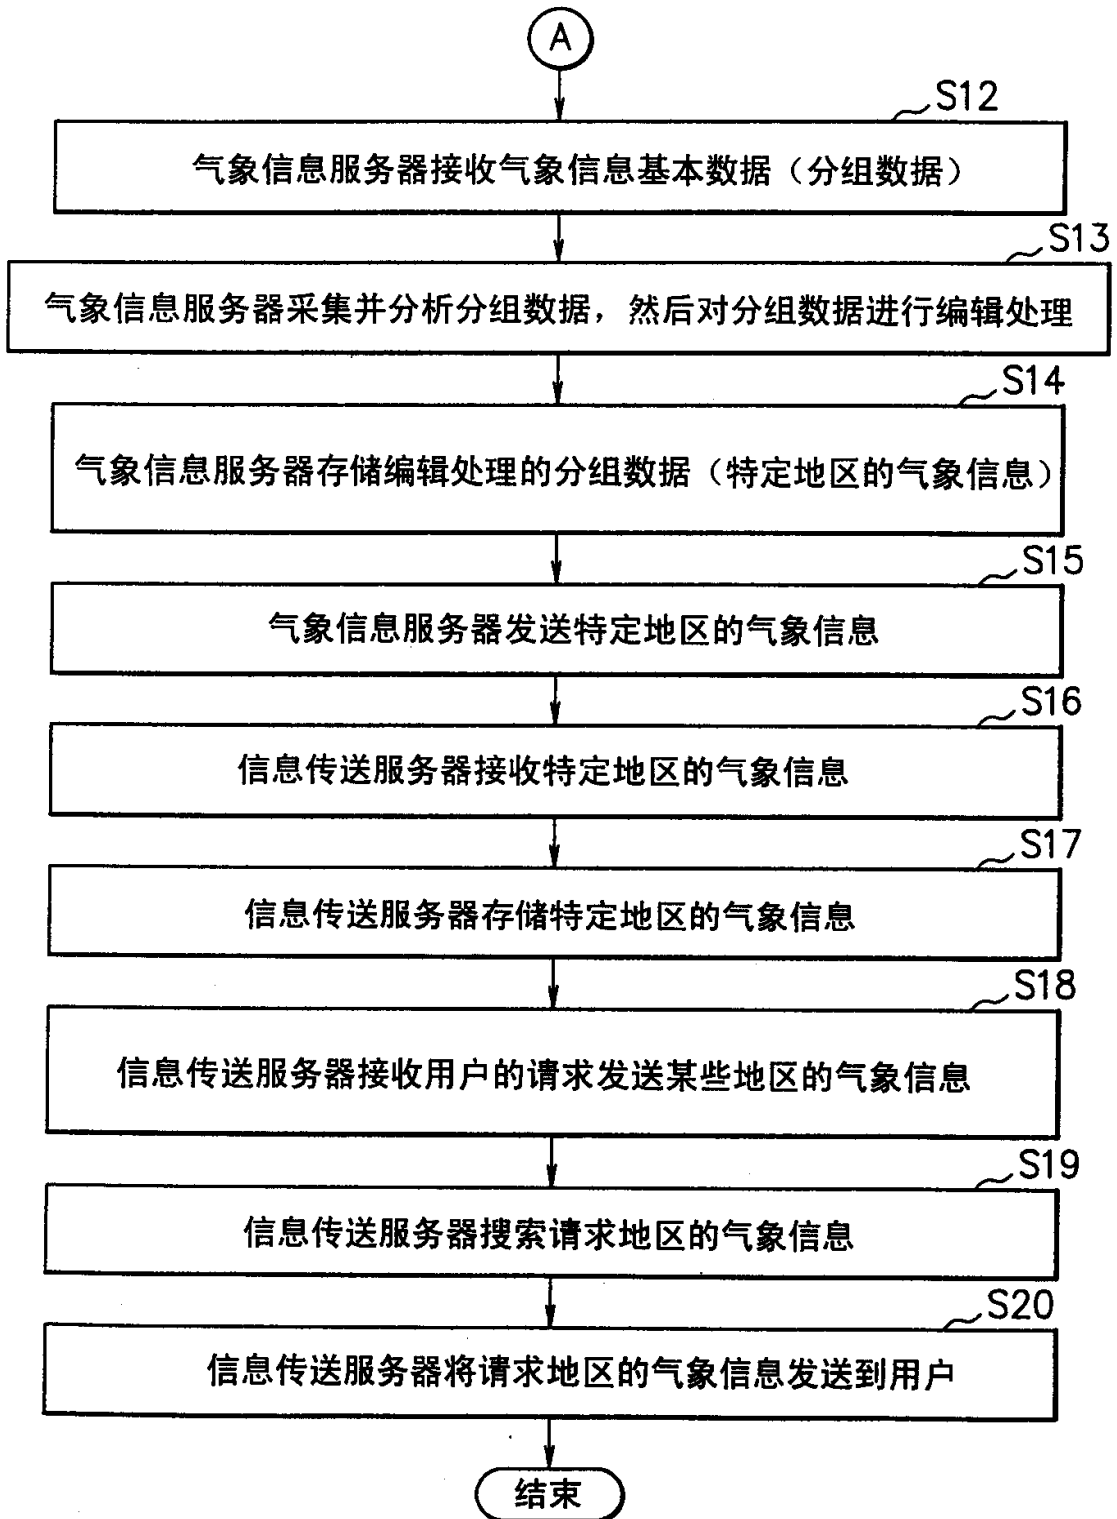 A
S12
气象信息服务器接收气象信息基本数据（分组数据）
S13
气象信息服务器采集并分析分组数据，然后对分组数据进行编辑处理
S14
气象信息服务器存储编辑处理的分组数据（特定地区的气象信息）
S15
气象信息服务器发送特定地区的气象信息
S16
信息传送服务器接收特定地区的气象信息
S17
信息传送服务器存储特定地区的气象信息
S18
信息传送服务器接收用户的请求发送某些地区的气象信息
S19
信息传送服务器搜索请求地区的气象信息
S20
信息传送服务器将请求地区的气象信息发送到用户
结束